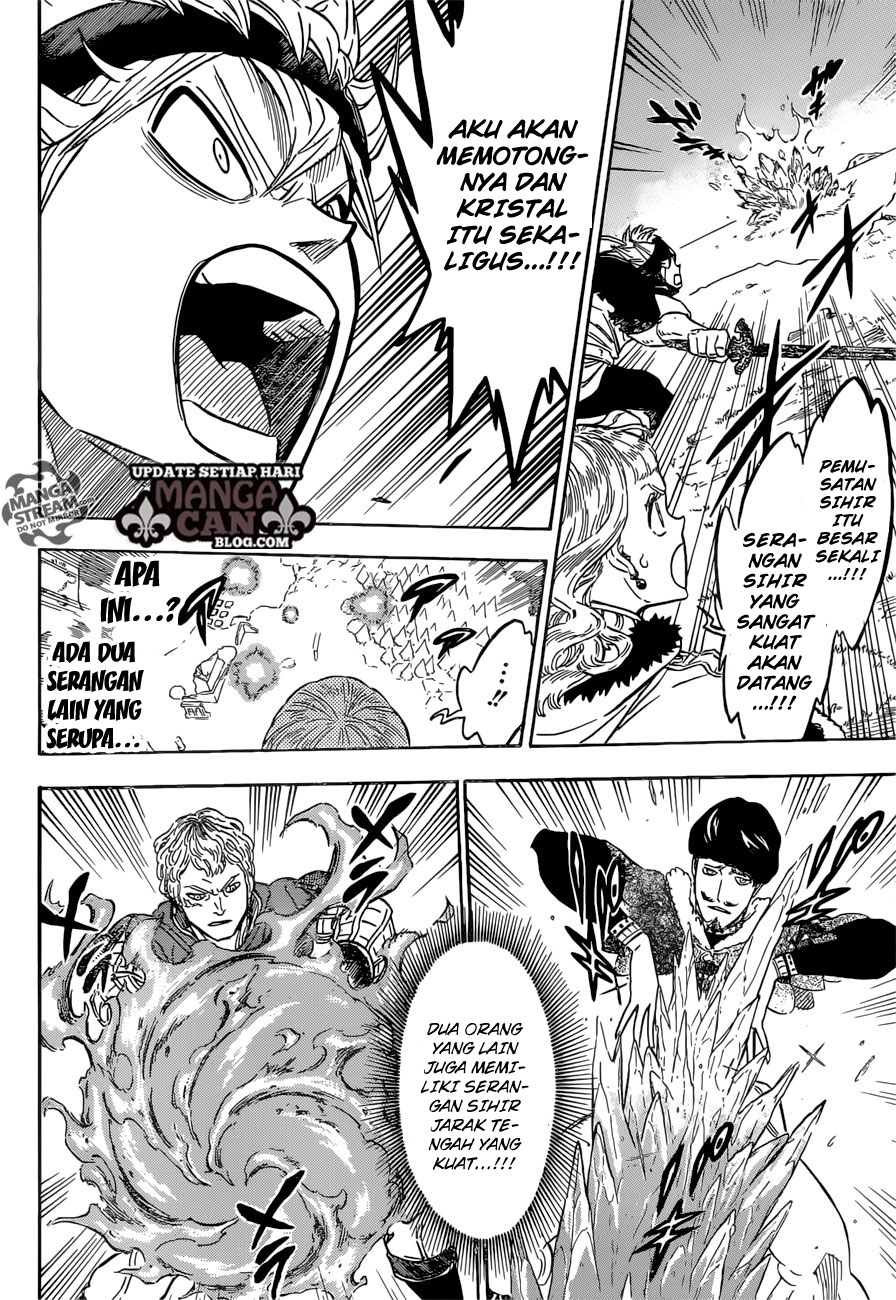 PEMU-
SATAN
SIHIR
ITU
BESAR
SEKALI
...!!!
SERA-
NGAN
SIHIR
YANG
SANGAT
KUAT
AKAN
DATANG
...!!!
AKU AKAN
MEMOTONG-
NYA DAN
KRISTAL
ITU SEKA-
LIGUS...!!!
UPDATE SETIAP HARI
MANGA
CAN
BLOG.COM
MANGA
STREAM.com
DO NOT MIRROR
...!!
APA
INI...?
ADA DUA
SERANGAN
LAIN YANG
SERUPA...
DUA ORANG
YANG LAIN
JUGA MEMI-
LIKI SERAN-
GAN SIHIR
JARAK TE-
NGAH YANG
KUAT...!!!